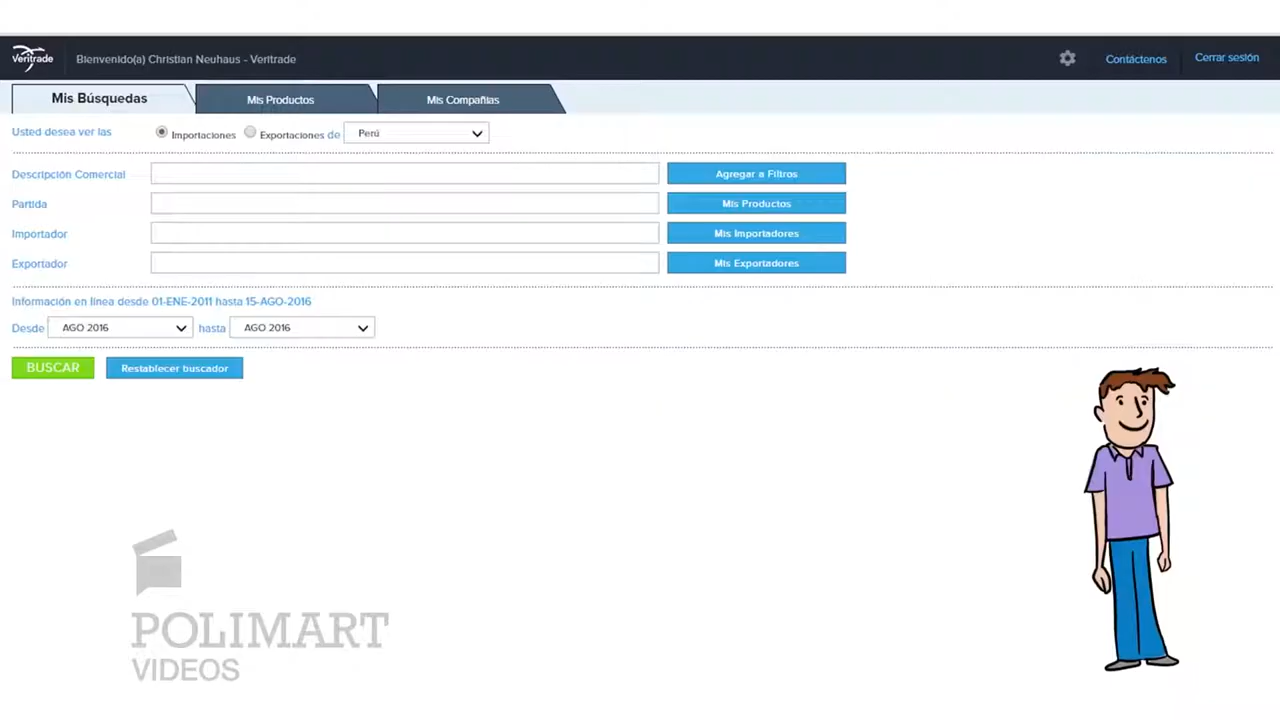 Veritrade
Bienvenido(a) Christian Neuhaus - Veritrade
Contáctenos
Cerrar sesión
Mis Búsquedas
Mis Productos
Mis Compañias
Usted desea ver las
Importaciones
Exportaciones de
Perú
Descripción Comercial
Agregar a Filtros
Partida
Mis Productos
Importador
Mis Importadores
Exportador
Mis Exportadores
Información en línea desde 01-ENE-2011 hasta 15-AGO-2016
Desde
AGO 2016
hasta
AGO 2016
BUSCAR
Restablecer buscador
POLIMART
VIDEOS